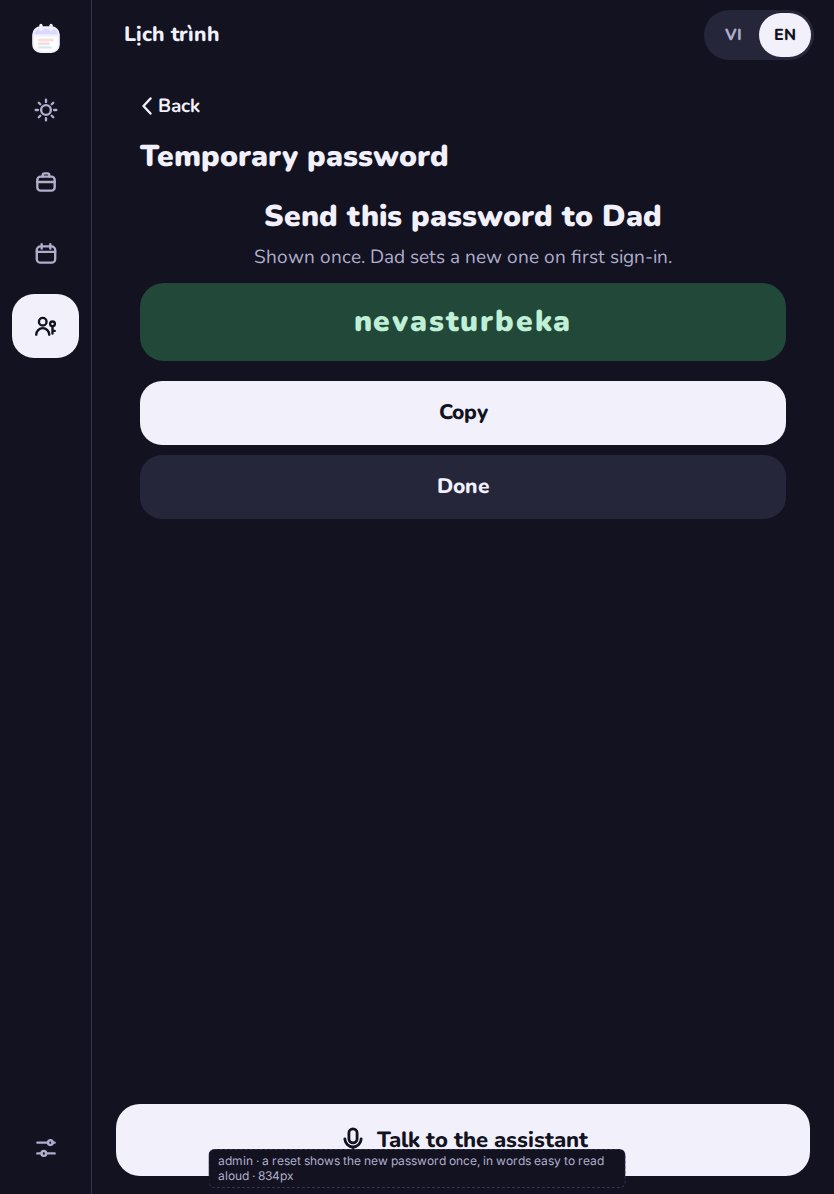 Lịch trình
VI
EN
Back
Temporary password
Send this password to Dad
Shown once. Dad sets a new one on first sign-in.
nevasturbeka
Copy
Done
Talk to the assistant
admin · a reset shows the new password once, in words easy to read
aloud · 834px